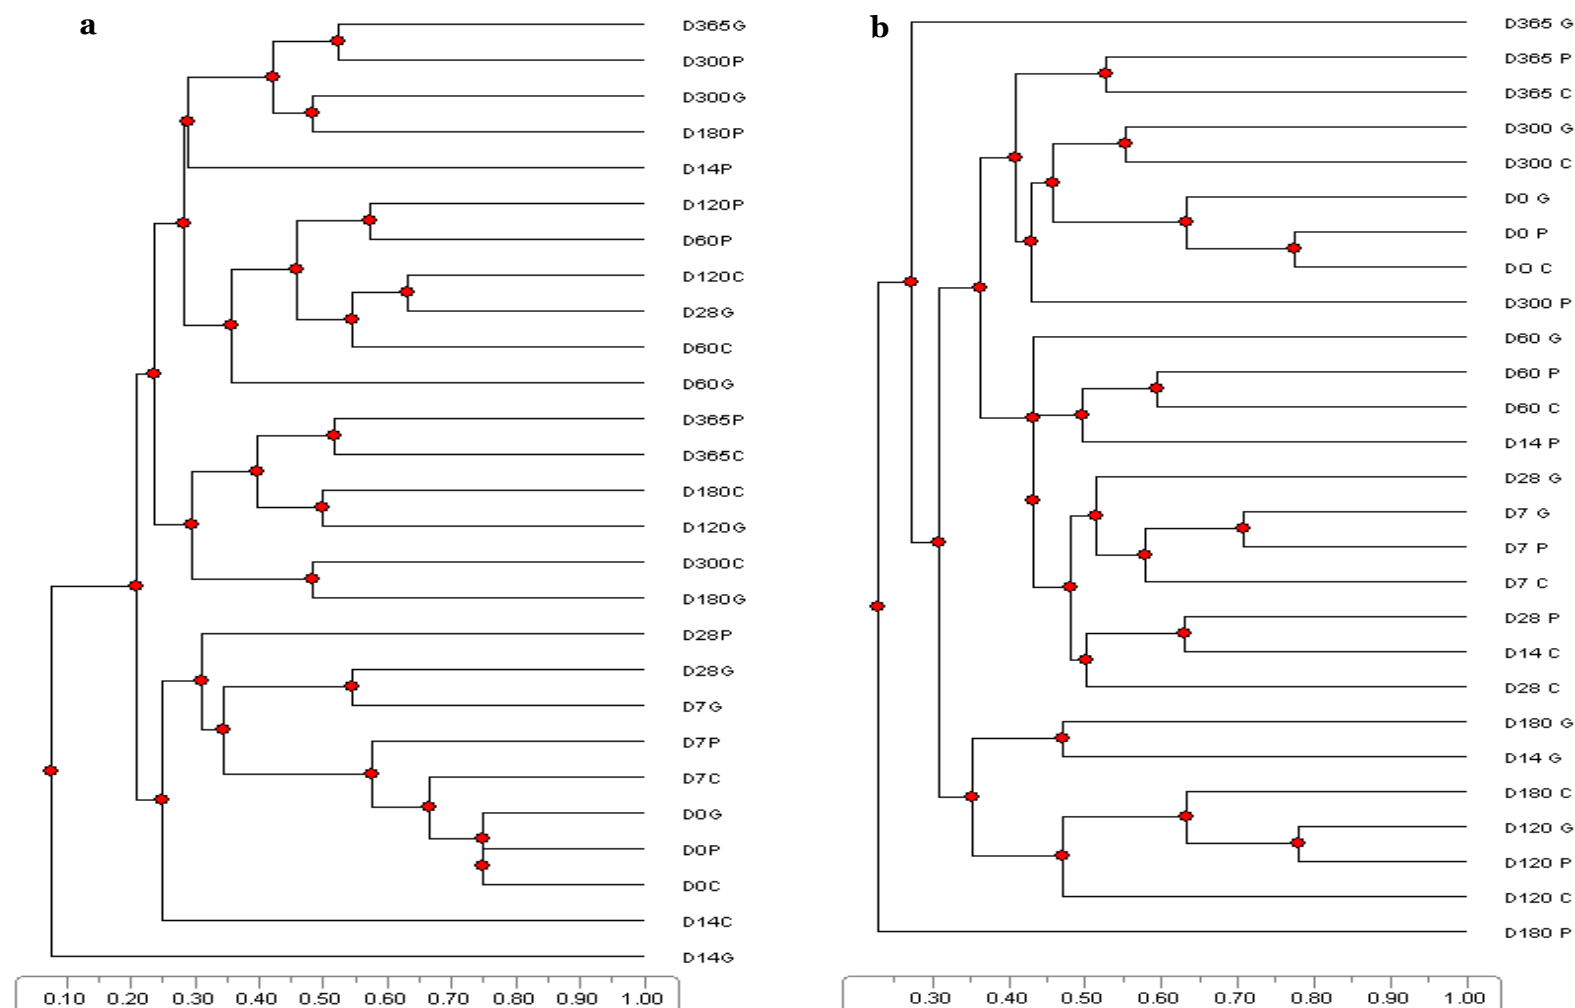 a
D365G
D300P
D300G
D180P
D14P
D120P
D60P
D120C
D28G
D60C
D60G
D365P
D365C
D180C
D120G
D300C
D180G
D28P
D28G
D7G
D7P
D7C
D0G
D0P
D0C
D14C
D14G
0.10 0.20 0.30 0.40 0.50 0.60 0.70 0.80 0.90 1.00
b
D365 G
D365 P
D365 C
D300 G
D300 C
D0 G
D0 P
D0 C
D300 P
D60 G
D60 P
D60 C
D14 P
D28 G
D7 G
D7 P
D7 C
D28 P
D14 C
D28 C
D180 G
D14 G
D180 C
D120 G
D120 P
D120 C
D180 P
0.30 0.40 0.50 0.60 0.70 0.80 0.90 1.00